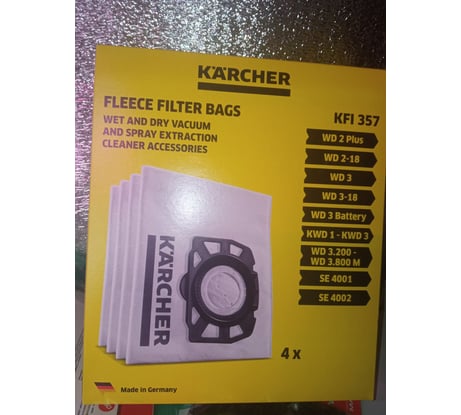 KÄRCHER
FLEECE FILTER BAGS
WET AND DRY VACUUM
AND SPRAY EXTRACTION
CLEANER ACCESSORIES
KFI 357
WD 2 Plus
WD 2-18
WD 3
WD 3-18
WD 3 Battery
KWD 1 - KWD 3
WD 3.200 -
WD 3.800 M
SE 4001
SE 4002
KÄRCHER
4 x
Made in Germany